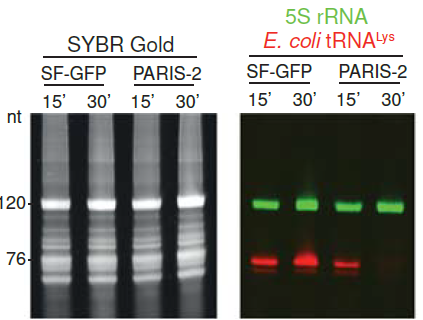 5S rRNA
SYBR Gold
E. coli tRNALys
SF-GFP PARIS-2
SF-GFP PARIS-2
15’ 30’ 15’ 30’
15’ 30’ 15’ 30’
nt
120
76